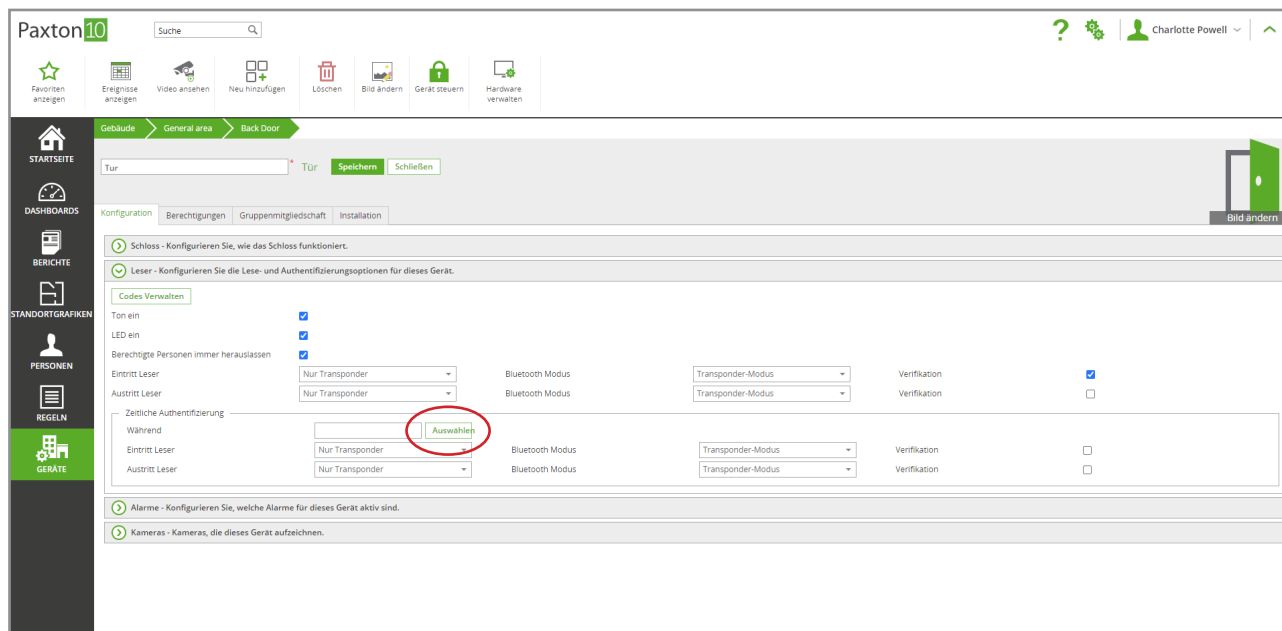 Paxton 10
Suche
Charlotte Powell
Favoriten anzeigen
Ereignisse anzeigen
Video ansehen
Neu hinzufügen
Löschen
Bild ändern
Gerät steuern
Hardware verwalten
STARTSEITE
DASHBOARDS
BERICHTE
STANDORTGRAFIKEN
PERSONEN
REGELN
GERÄTE
Gebäude General area Back Door
Tur * Tür Speichern Schließen
Bild ändern
Konfiguration Berechtigungen Gruppenmitgliedschaft Installation
Schloss - Konfigurieren Sie, wie das Schloss funktioniert.
Leser - Konfigurieren Sie die Lese- und Authentifizierungsoptionen für dieses Gerät.
Codes Verwalten
Ton ein
LED ein
Berechtigte Personen immer herauslassen
Eintritt Leser Nur Transponder Bluetooth Modus Transponder-Modus Verifikation
Austritt Leser Nur Transponder Bluetooth Modus Transponder-Modus Verifikation
Zeitliche Authentifizierung
Während Auswählen
Eintritt Leser Nur Transponder Bluetooth Modus Transponder-Modus Verifikation
Austritt Leser Nur Transponder Bluetooth Modus Transponder-Modus Verifikation
Alarme - Konfigurieren Sie, welche Alarme für dieses Gerät aktiv sind.
Kameras - Kameras, die dieses Gerät aufzeichnen.